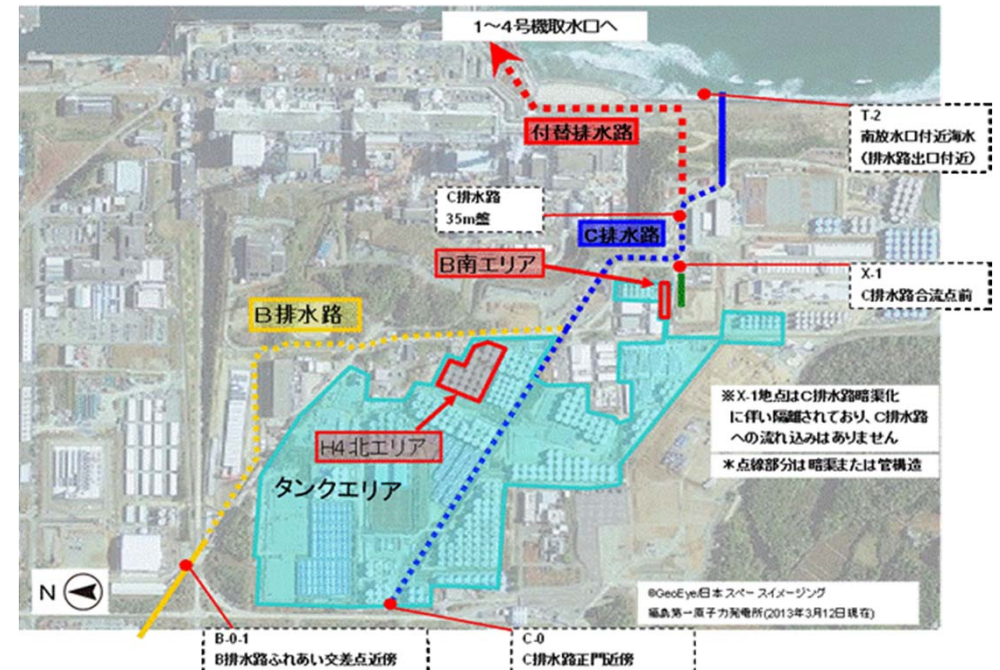 1～4号機取水口へ
付替排水路
T-2
南放水口付近海水
（排水路出口付近）
C排水路
35m盤
C排水路
B南エリア
X-1
C排水路合流点前
B排水路
※X-1地点はC排水路暗渠化
に伴い隔離されており、C排水路
への流れ込みはありません
＊点線部分は暗渠または管構造
H4北エリア
タンクエリア
N
©GeoEye/日本スペースイメージング
福島第一原子力発電所(2013年3月12日現在)
B-0-1
B排水路ふれあい交差点近傍
C-0
C排水路正門近傍